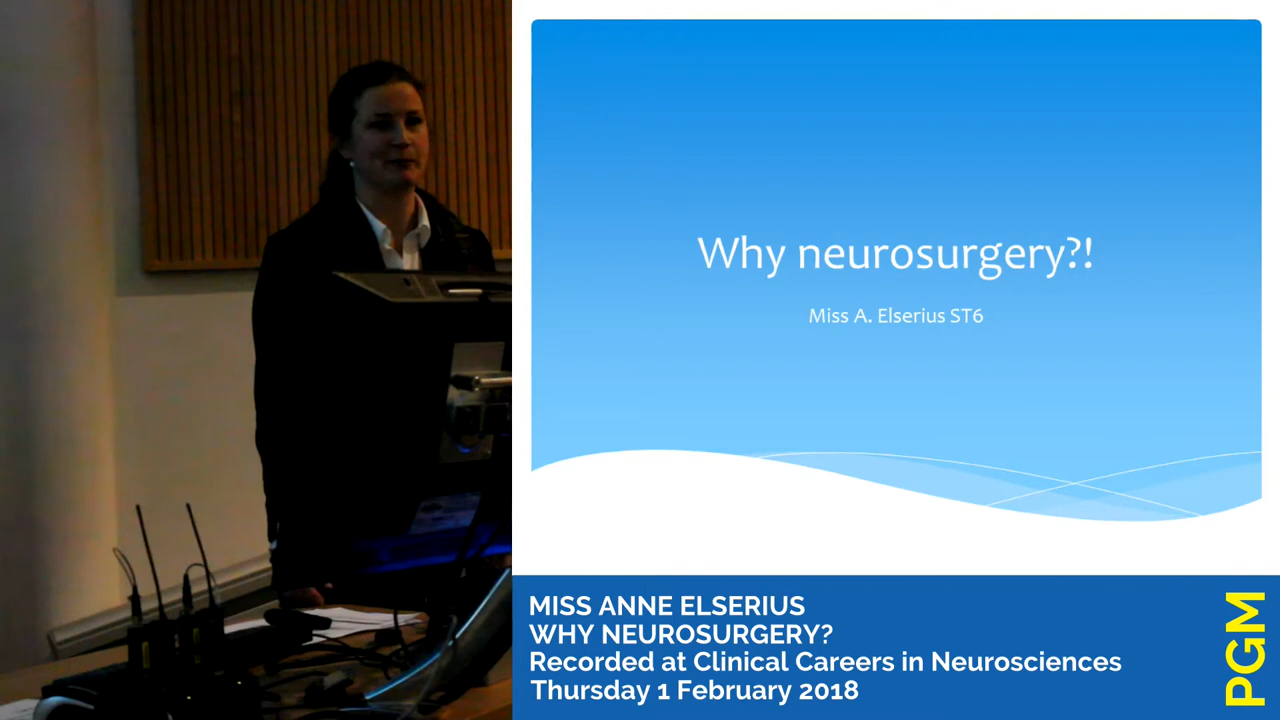 Why neurosurgery?!
Miss A. Elserius ST6
MISS ANNE ELSERIUS
WHY NEUROSURGERY?
Recorded at Clinical Careers in Neurosciences
Thursday 1 February 2018
PGM